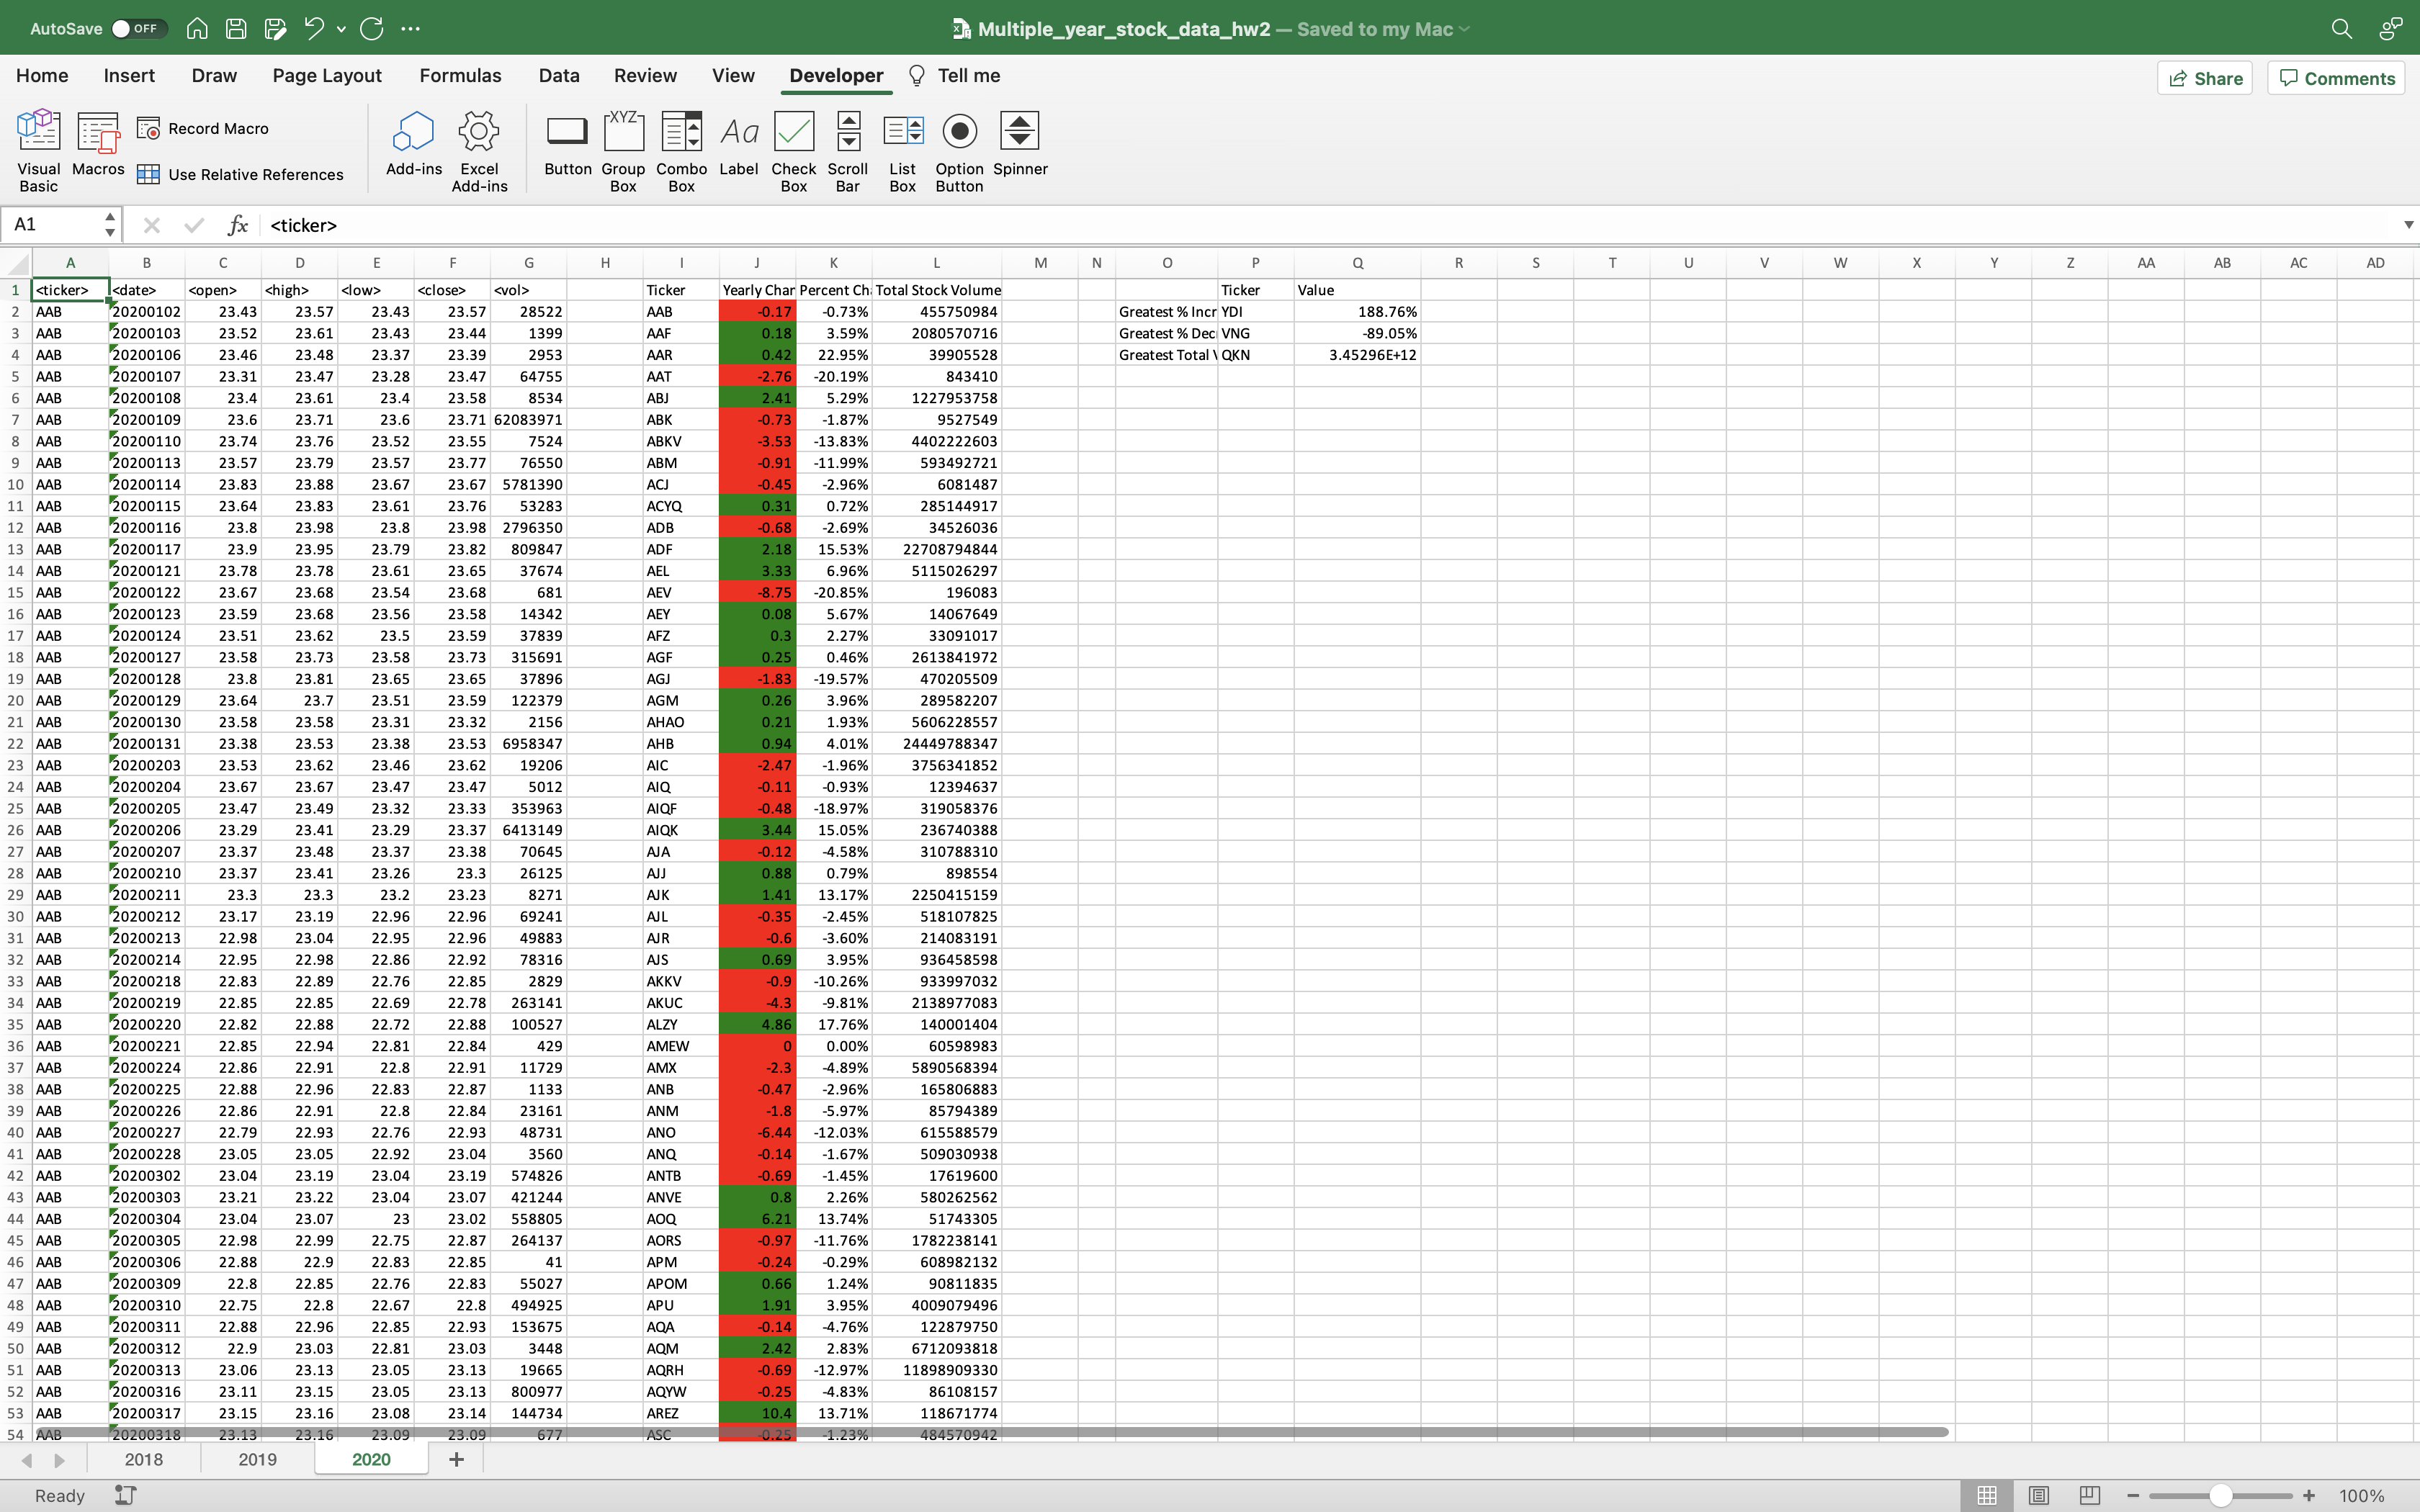 AutoSave OFF Multiple_year_stock_data_hw2 — Saved to my Mac
Home Insert Draw Page Layout Formulas Data Review View Developer Tell me Share Comments
Visual Basic Macros Record Macro Use Relative References Add-ins Excel Add-ins Button XYZ Group Box Combo Box Aa Label Check Box Scroll Bar List Box Option Button Spinner
A1 fx <ticker>
A B C D E F G H I J K L M N O P Q R S T U V W X Y Z AA AB AC AD
1 <ticker> <date> <open> <high> <low> <close> <vol> Ticker Yearly Char Percent Ch Total Stock Volume Ticker Value
2 AAB 20200102 23.43 23.57 23.43 23.57 28522 AAB -0.17 -0.73% 455750984 Greatest % Incr YDI 188.76%
3 AAB 20200103 23.52 23.61 23.43 23.44 1399 AAF 0.18 3.59% 2080570716 Greatest % Dec VNG -89.05%
4 AAB 20200106 23.46 23.48 23.37 23.39 2953 AAR 0.42 22.95% 39905528 Greatest Total QKN 3.45296E+12
5 AAB 20200107 23.31 23.47 23.28 23.47 64755 AAT -2.76 -20.19% 843410
6 AAB 20200108 23.4 23.61 23.4 23.58 8534 ABJ 2.41 5.29% 1227953758
7 AAB 20200109 23.6 23.71 23.6 23.71 62083971 ABK -0.73 -1.87% 9527549
8 AAB 20200110 23.74 23.76 23.52 23.55 7524 ABKV -3.53 -13.83% 4402222603
9 AAB 20200113 23.57 23.79 23.57 23.77 76550 ABM -0.91 -11.99% 593492721
10 AAB 20200114 23.83 23.88 23.67 23.67 5781390 ACJ -0.45 -2.96% 6081487
11 AAB 20200115 23.64 23.83 23.61 23.76 53283 ACYQ 0.31 0.72% 285144917
12 AAB 20200116 23.8 23.98 23.8 23.98 2796350 ADB -0.68 -2.69% 34526036
13 AAB 20200117 23.9 23.95 23.79 23.82 809847 ADF 2.18 15.53% 22708794844
14 AAB 20200121 23.78 23.78 23.61 23.65 37674 AEL 3.33 6.96% 5115026297
15 AAB 20200122 23.67 23.68 23.54 23.68 681 AEV -8.75 -20.85% 196083
16 AAB 20200123 23.59 23.68 23.56 23.58 14342 AEY 0.08 5.67% 14067649
17 AAB 20200124 23.51 23.62 23.5 23.59 37839 AFZ 0.3 2.27% 33091017
18 AAB 20200127 23.58 23.73 23.58 23.73 315691 AGF 0.25 0.46% 2613841972
19 AAB 20200128 23.8 23.81 23.65 23.65 37896 AGJ -1.83 -19.57% 470205509
20 AAB 20200129 23.64 23.7 23.51 23.59 122379 AGM 0.26 3.96% 289582207
21 AAB 20200130 23.58 23.58 23.31 23.32 2156 AHAO 0.21 1.93% 5606228557
22 AAB 20200131 23.38 23.53 23.38 23.53 6958347 AHB 0.94 4.01% 24449788347
23 AAB 20200203 23.53 23.62 23.46 23.62 19206 AIC -2.47 -1.96% 3756341852
24 AAB 20200204 23.67 23.67 23.47 23.47 5012 AIQ -0.11 -0.93% 12394637
25 AAB 20200205 23.47 23.49 23.32 23.33 353963 AIQF -0.48 -18.97% 319058376
26 AAB 20200206 23.29 23.41 23.29 23.37 6413149 AIQK 3.44 15.05% 236740388
27 AAB 20200207 23.37 23.48 23.37 23.38 70645 AJA -0.12 -4.58% 310788310
28 AAB 20200210 23.37 23.41 23.26 23.3 26125 AJJ 0.88 0.79% 898554
29 AAB 20200211 23.3 23.3 23.2 23.23 8271 AJK 1.41 13.17% 2250415159
30 AAB 20200212 23.17 23.19 22.96 22.96 69241 AJL -0.35 -2.45% 518107825
31 AAB 20200213 22.98 23.04 22.95 22.96 49883 AJR -0.6 -3.60% 214083191
32 AAB 20200214 22.95 22.98 22.86 22.92 78316 AJS 0.69 3.95% 936458598
33 AAB 20200218 22.83 22.89 22.76 22.85 2829 AKKV -0.9 -10.26% 933997032
34 AAB 20200219 22.85 22.85 22.69 22.78 263141 AKUC -4.3 -9.81% 2138977083
35 AAB 20200220 22.82 22.88 22.72 22.88 100527 ALZY 4.86 17.76% 140001404
36 AAB 20200221 22.85 22.94 22.81 22.84 429 AMEW 0 0.00% 60598983
37 AAB 20200224 22.86 22.91 22.8 22.91 11729 AMX -2.3 -4.89% 5890568394
38 AAB 20200225 22.88 22.96 22.83 22.87 1133 ANB -0.47 -2.96% 165806883
39 AAB 20200226 22.86 22.91 22.8 22.84 23161 ANM -1.8 -5.97% 85794389
40 AAB 20200227 22.79 22.93 22.76 22.93 48731 ANO -6.44 -12.03% 615588579
41 AAB 20200228 23.05 23.05 22.92 23.04 3560 ANQ -0.14 -1.67% 509030938
42 AAB 20200302 23.04 23.19 23.04 23.19 574826 ANTB -0.69 -1.45% 17619600
43 AAB 20200303 23.21 23.22 23.04 23.07 421244 ANVE 0.8 2.26% 580262562
44 AAB 20200304 23.04 23.07 23 23.02 558805 AOQ 6.21 13.74% 51743305
45 AAB 20200305 22.98 22.99 22.75 22.87 264137 AORS -0.97 -11.76% 1782238141
46 AAB 20200306 22.88 22.9 22.83 22.85 41 APM -0.24 -0.29% 608982132
47 AAB 20200309 22.8 22.85 22.76 22.83 55027 APOM 0.66 1.24% 90811835
48 AAB 20200310 22.75 22.8 22.67 22.8 494925 APU 1.91 3.95% 4009079496
49 AAB 20200311 22.88 22.96 22.85 22.93 153675 AQA -0.14 -4.76% 122879750
50 AAB 20200312 22.9 23.03 22.81 23.03 3448 AQM 2.42 2.83% 6712093818
51 AAB 20200313 23.06 23.13 23.05 23.13 19665 AQRH -0.69 -12.97% 11898909330
52 AAB 20200316 23.11 23.15 23.05 23.13 800977 AQYW -0.25 -4.83% 86108157
53 AAB 20200317 23.15 23.16 23.08 23.14 144734 AREZ 10.4 13.71% 118671774
54 AAB 20200318 23.13 23.16 23.09 23.09 677 ASC -0.25 -1.23% 484570942
2018 2019 2020 +
Ready 100%